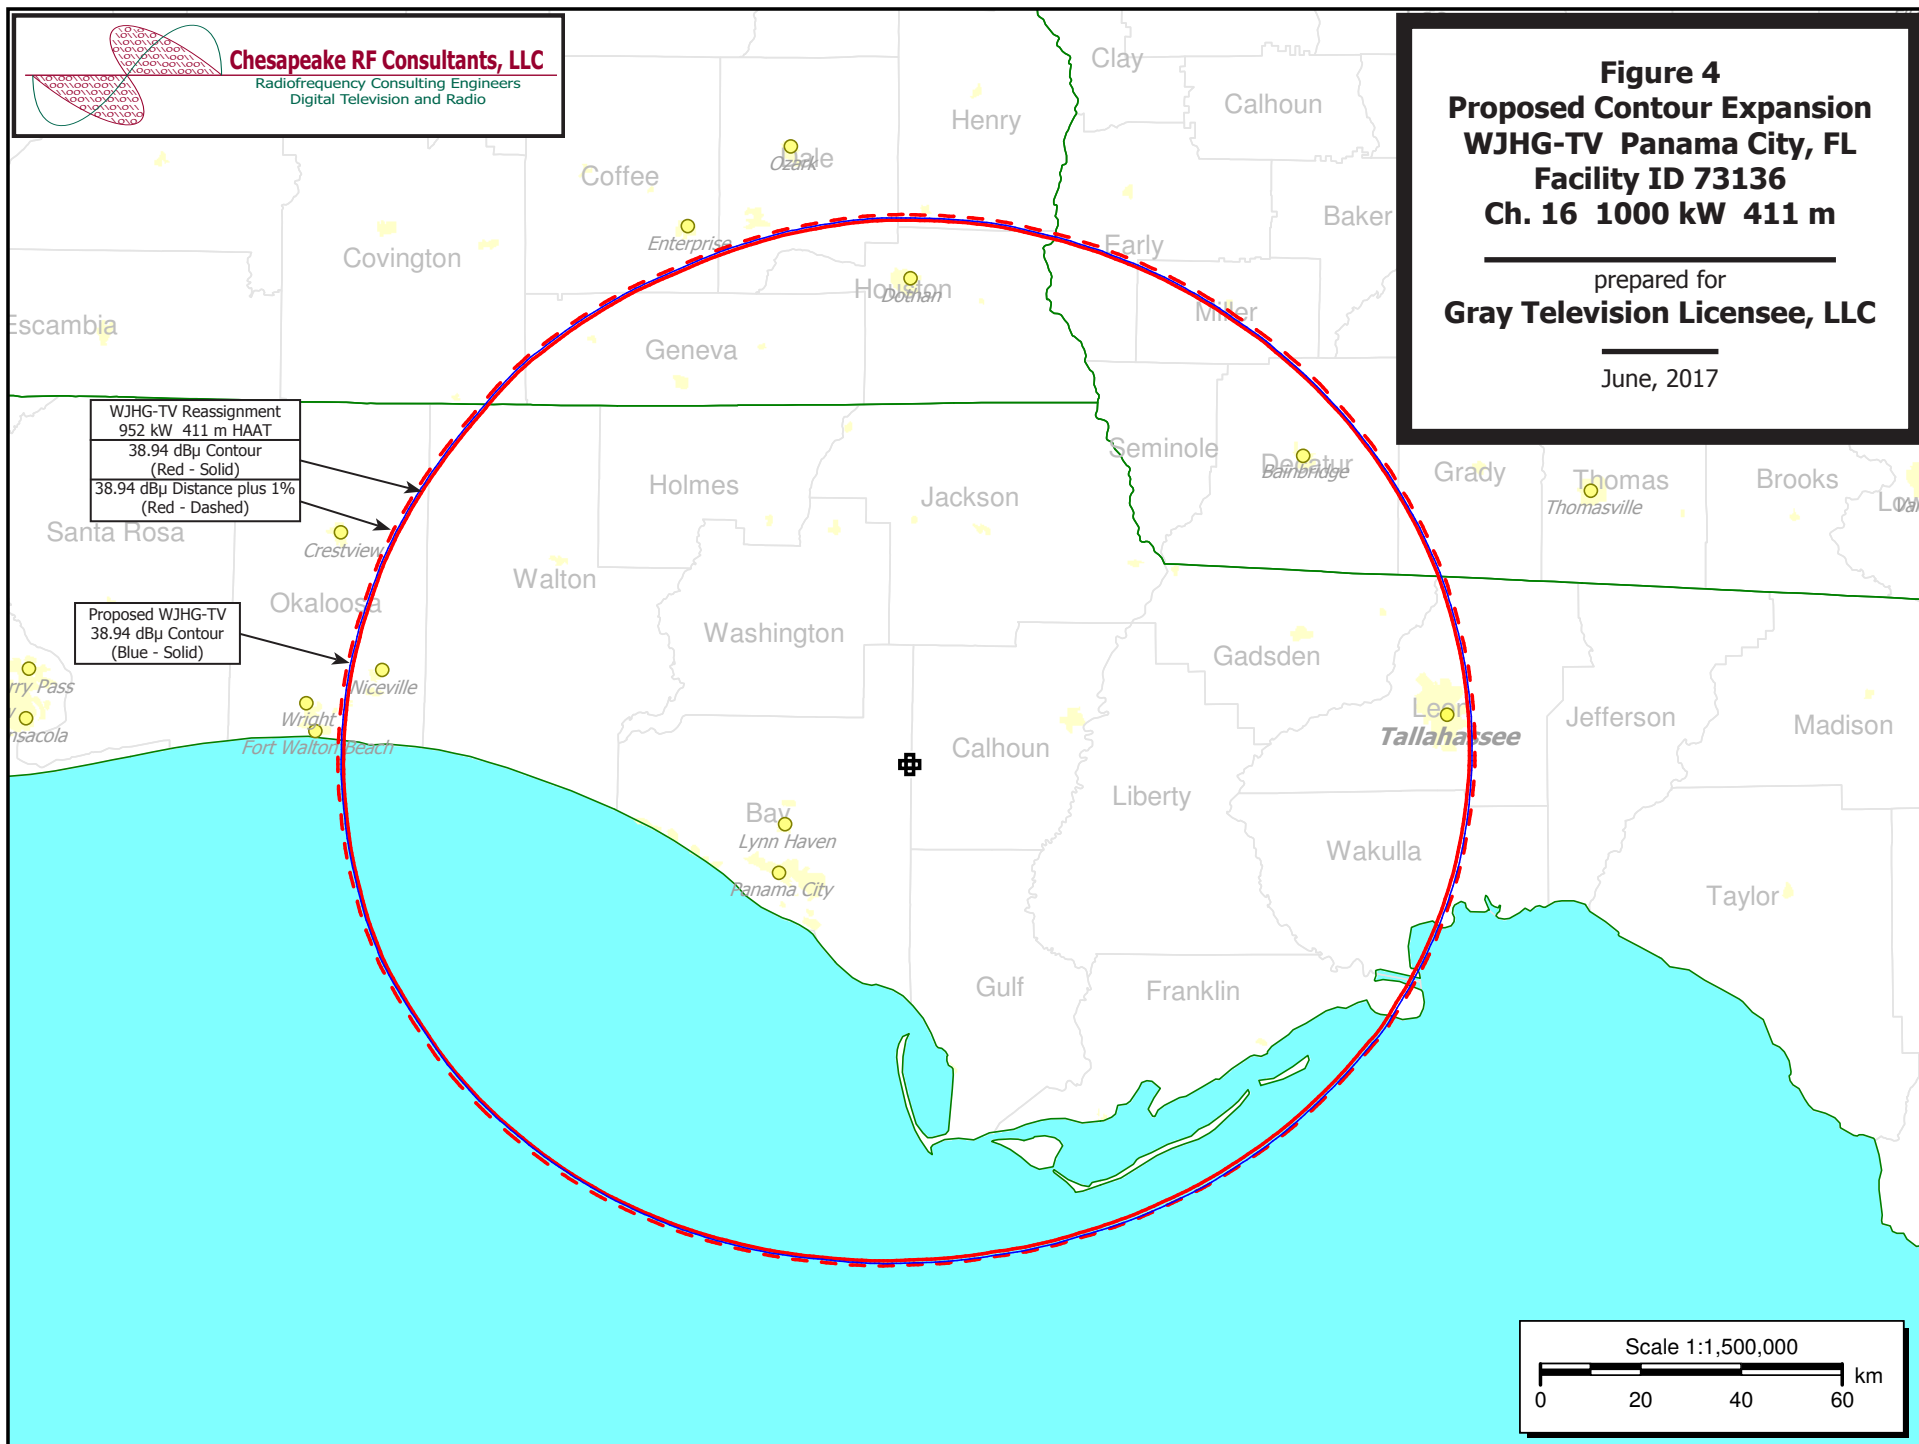 Chesapeake RF Consultants, LLC
Radiofrequency Consulting Engineers
Digital Television and Radio
Figure 4
Proposed Contour Expansion
WJHG-TV Panama City, FL
Facility ID 73136
Ch. 16 1000 kW 411 m
prepared for
Gray Television Licensee, LLC
June, 2017
Clay
Calhoun
Henry
Dale
Ozark
Coffee
Baker
Enterprise
Early
Covington
Houston
Dothan
Miller
Escambia
Geneva
WJHG-TV Reassignment
952 kW 411 m HAAT
38.94 dBµ Contour
(Red - Solid)
38.94 dBµ Distance plus 1%
(Red - Dashed)
Seminole
Decatur
Bainbridge
Grady
Thomas
Thomasville
Brooks
Holmes
Jackson
Santa Rosa
Crestview
Walton
Okaloosa
Proposed WJHG-TV
38.94 dBµ Contour
(Blue - Solid)
Washington
Gadsden
rry Pass
Niceville
Wright
Fort Walton Beach
nsacola
Leon
Tallahassee
Jefferson
Madison
Calhoun
Liberty
Bay
Lynn Haven
Panama City
Wakulla
Taylor
Gulf
Franklin
Scale 1:1,500,000
km
0 20 40 60